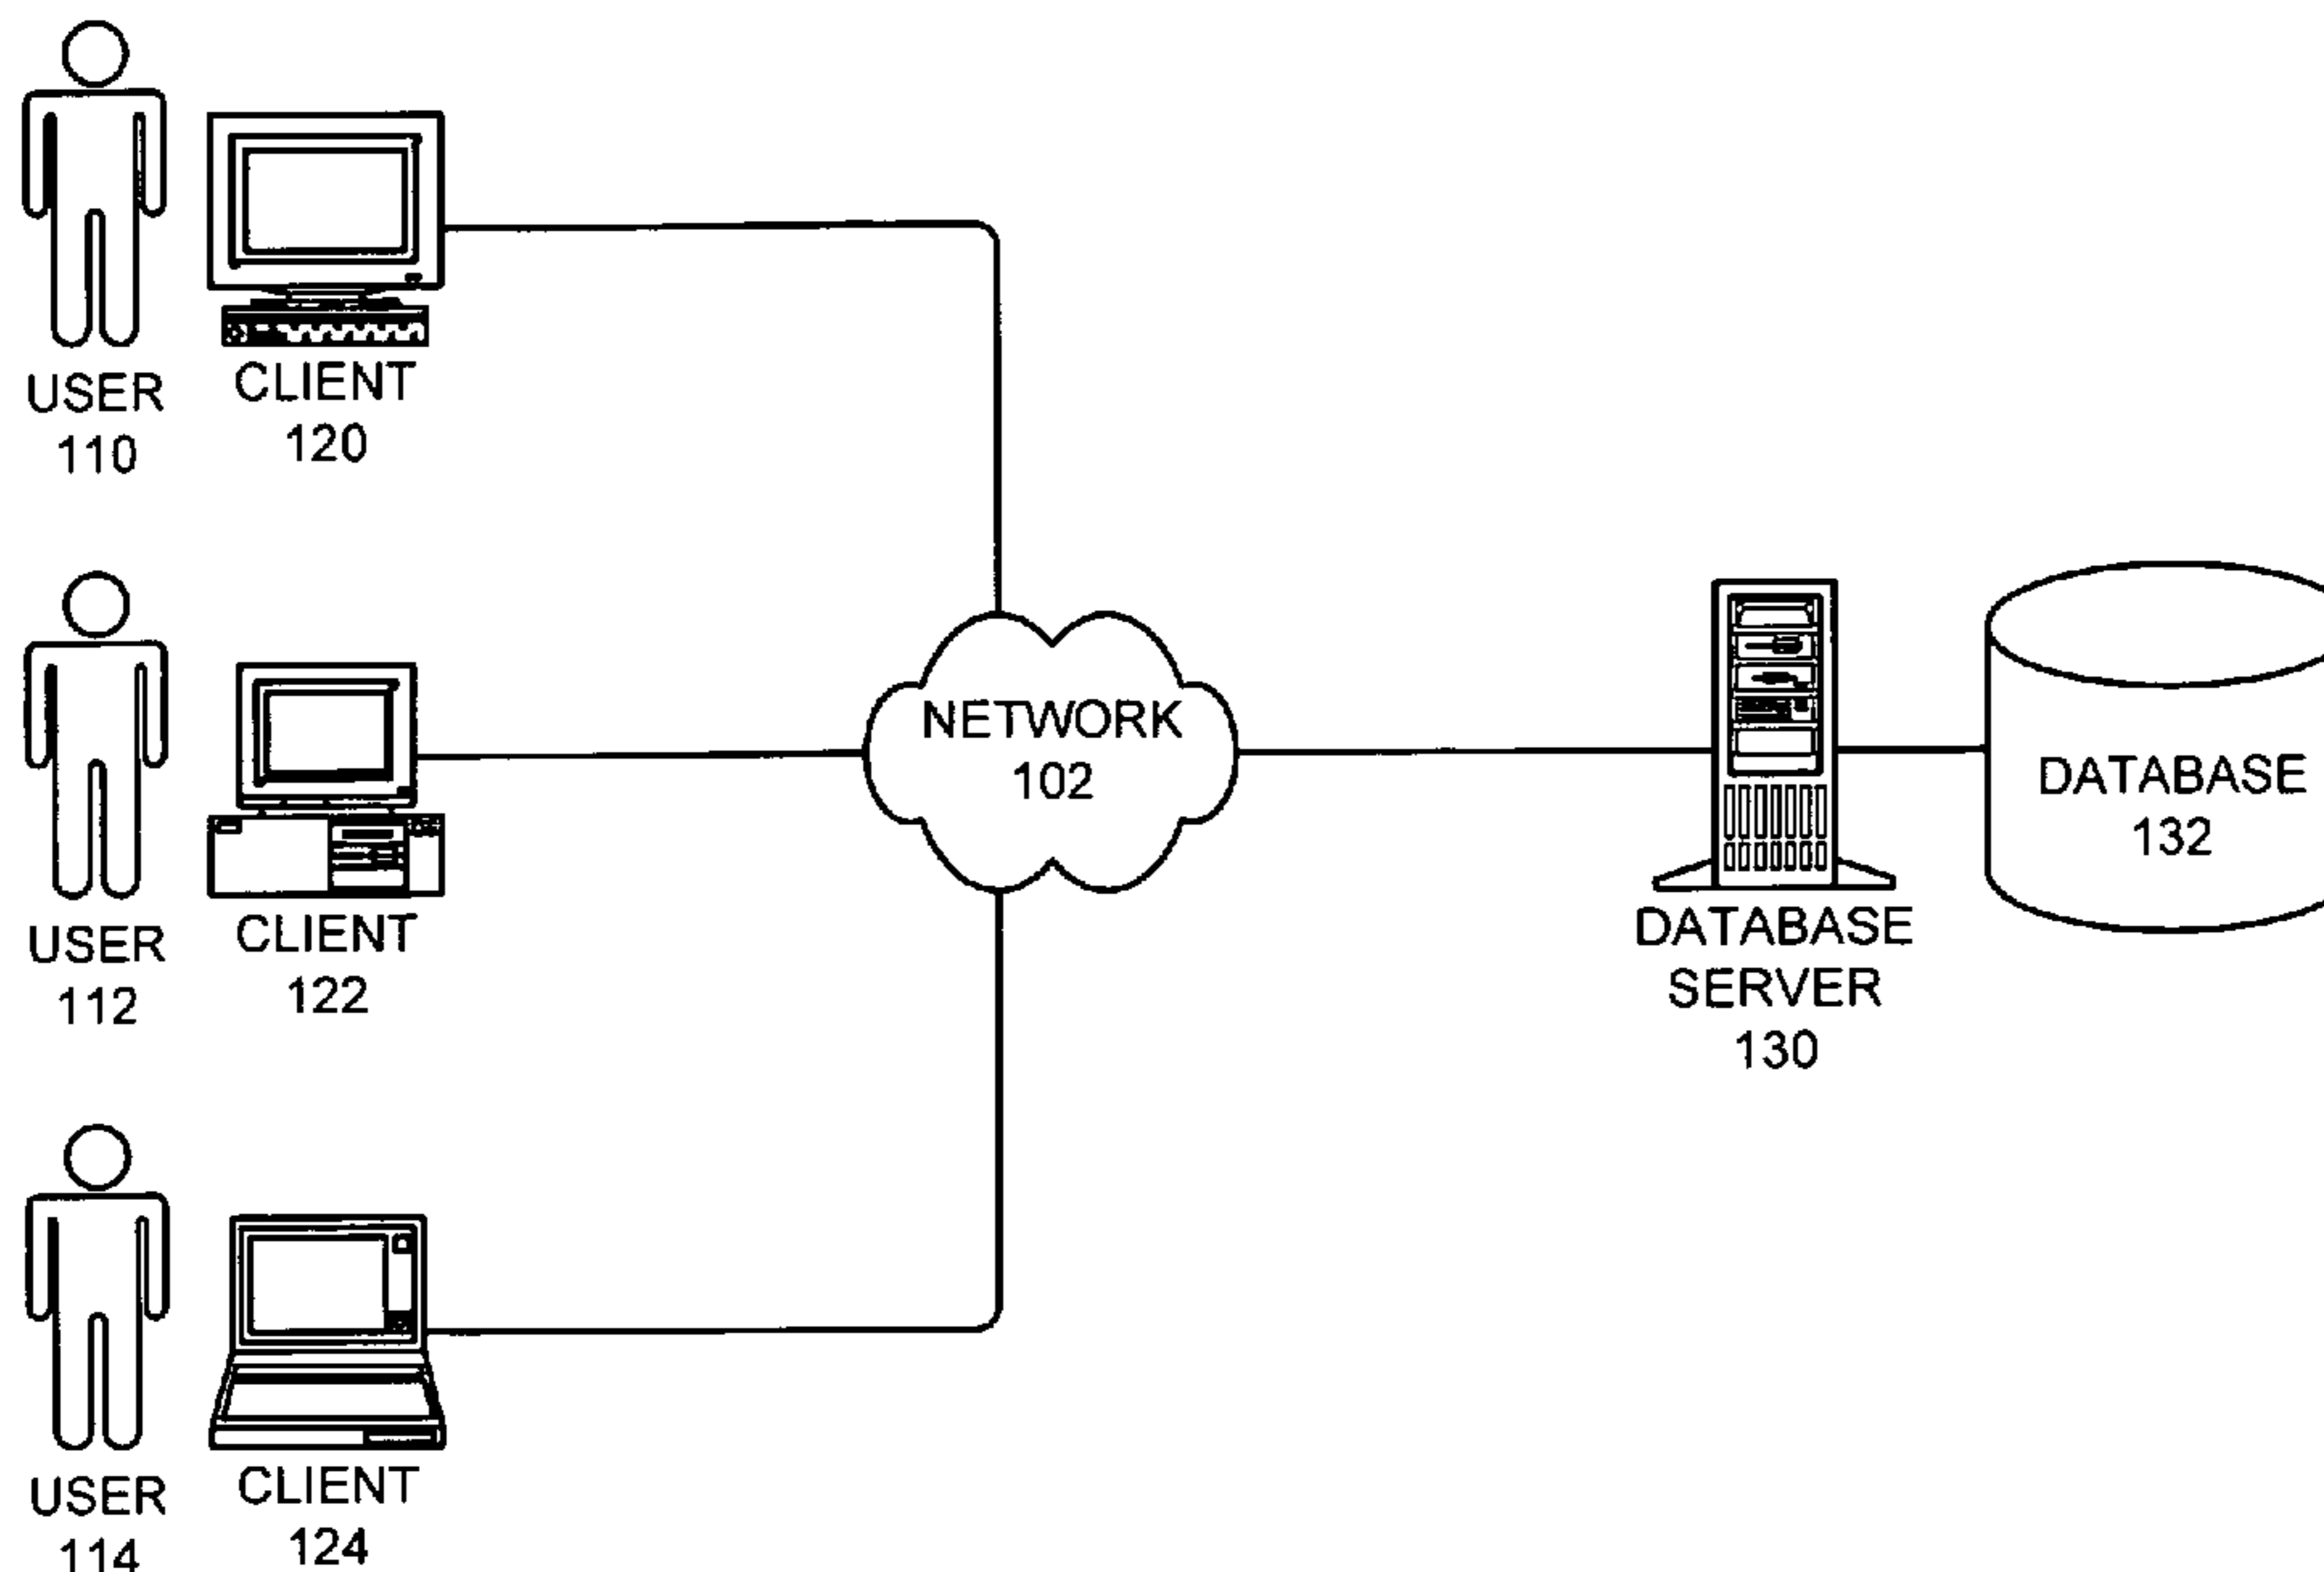 USER
110
CLIENT
120
NETWORK
102
USER
112
CLIENT
122
DATABASE
SERVER
130
DATABASE
132
USER
114
CLIENT
124